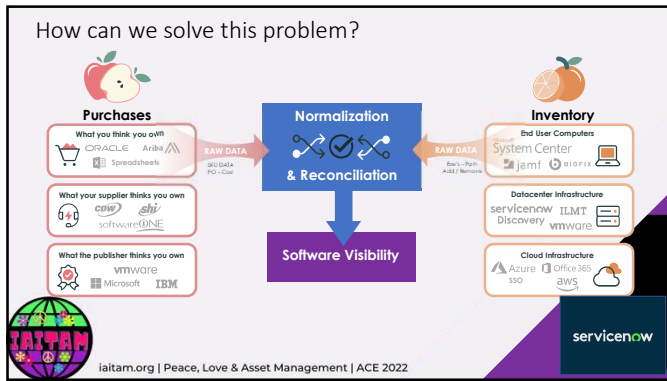 How can we solve this problem?
Purchases
What you think you own
ORACLE Ariba
Spreadsheets
RAW DATA
SKU DATA
PO - Cost
What your supplier thinks you own
CDW shi
softwareONE
What the publisher thinks you own
vmware
Microsoft IBM
Normalization
& Reconciliation
Software Visibility
Inventory
End User Computers
Microsoft
System Center
jamf BIGFIX
RAW DATA
Exe's - Path
Add / Remove
Datacenter Infrastructure
servicenow ILMT
Discovery vmware
Cloud Infrastructure
Azure Office 365
SSO aws
IAITAM
iaitam.org | Peace, Love & Asset Management | ACE 2022
servicenow